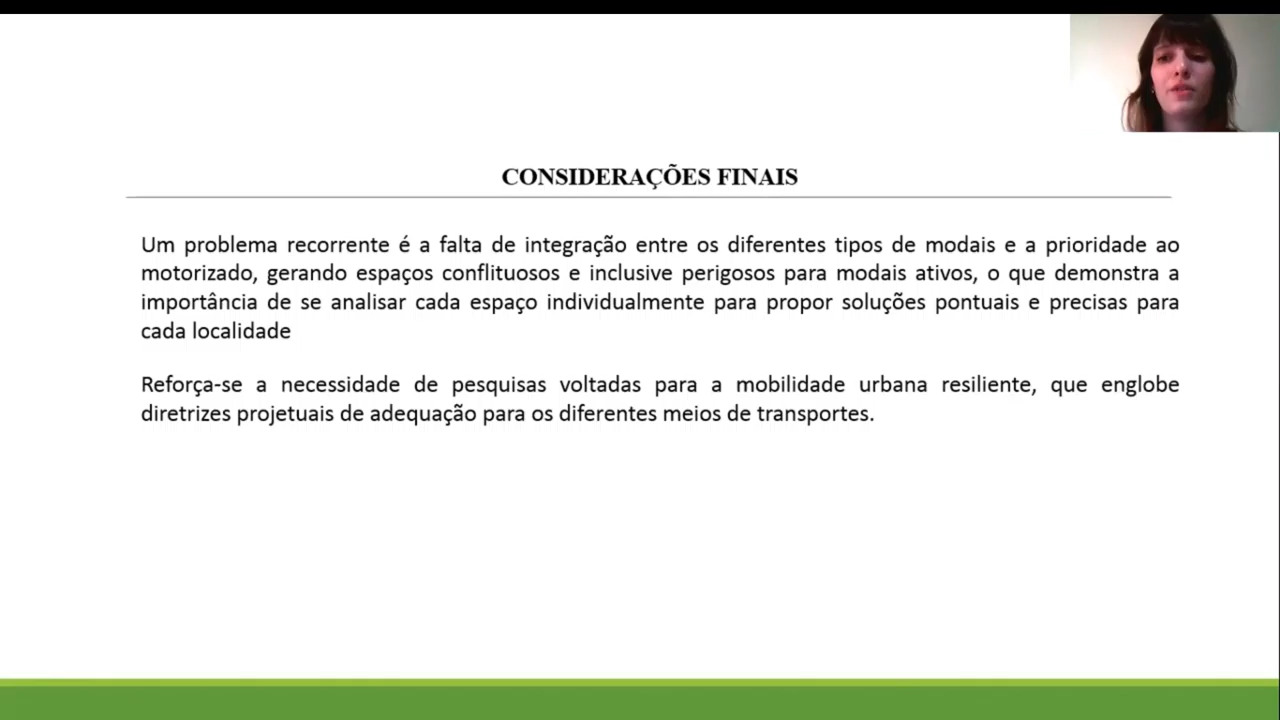 CONSIDERAÇÕES FINAIS
Um problema recorrente é a falta de integração entre os diferentes tipos de modais e a prioridade ao
motorizado, gerando espaços conflituosos e inclusive perigosos para modais ativos, o que demonstra a
importância de se analisar cada espaço individualmente para propor soluções pontuais e precisas para
cada localidade
Reforça-se a necessidade de pesquisas voltadas para a mobilidade urbana resiliente, que englobe
diretrizes projetuais de adequação para os diferentes meios de transportes.